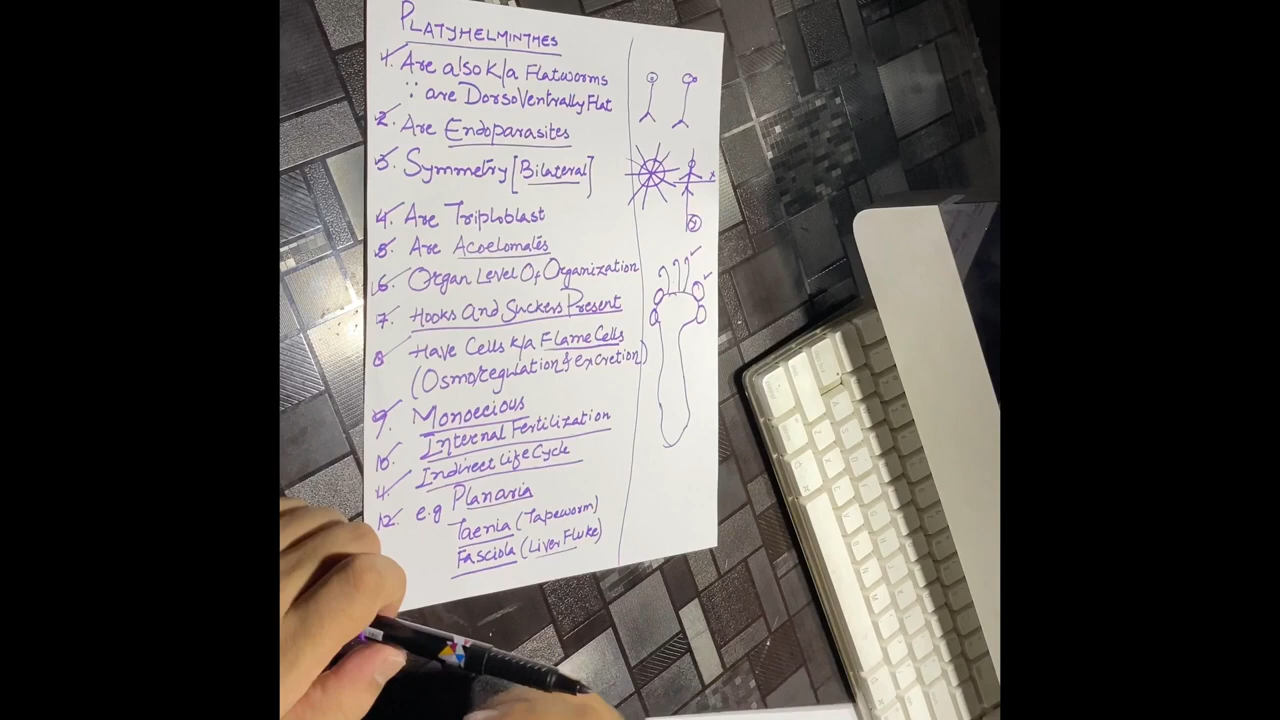 PLATYHELMINTHES
1. Are also K/a Flatworms
∵ are DorsoVentrally Flat
2. Are Endoparasites
3. Symmetry [Bilateral]
4. Are Triploblast
5. Are Acoelomates
6. Organ Level Of Organization
7. Hooks And Suckers Present
8 Have Cells k/a Flame Cells
(Osmoregulation & excretion)
9. Monoecious
10. Internal Fertilization
11. Indirect Life Cycle
12. e.g Planaria
Taenia (Tapeworm)
Fasciola (Liver Fluke)
x
y